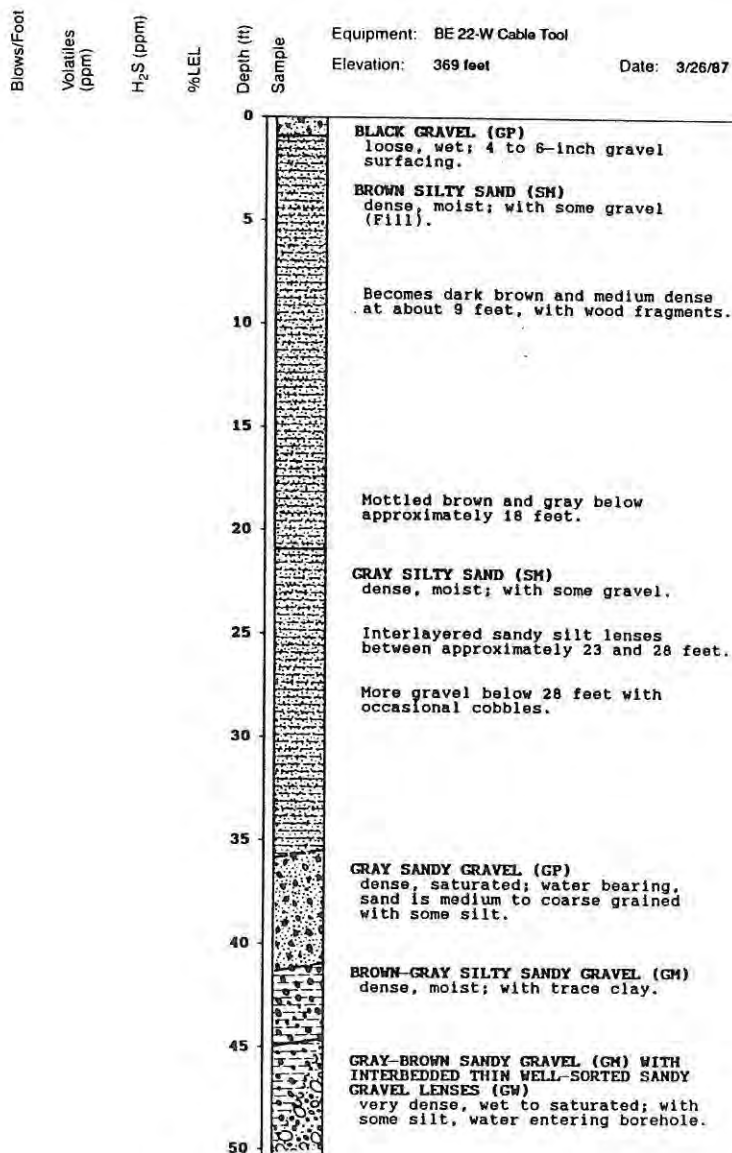 Blows/Foot
Volatiles
(ppm)
H₂S (ppm)
%LEL
Depth (ft)
Sample
Equipment: BE 22-W Cable Tool
Elevation: 369 feet Date: 3/26/87
0
BLACK GRAVEL (GP)
loose, wet; 4 to 6-inch gravel
surfacing.
BROWN SILTY SAND (SM)
dense, moist; with some gravel
5
(Fill).
Becomes dark brown and medium dense
at about 9 feet, with wood fragments.
10
15
Mottled brown and gray below
approximately 18 feet.
20
GRAY SILTY SAND (SM)
dense, moist; with some gravel.
Interlayered sandy silt lenses
25
between approximately 23 and 28 feet.
More gravel below 28 feet with
occasional cobbles.
30
35
GRAY SANDY GRAVEL (GP)
dense, saturated; water bearing,
sand is medium to coarse grained
with some silt.
40
BROWN-GRAY SILTY SANDY GRAVEL (GM)
dense, moist; with trace clay.
45
GRAY-BROWN SANDY GRAVEL (GM) WITH
INTERBEDDED THIN WELL-SORTED SANDY
GRAVEL LENSES (GW)
very dense, wet to saturated; with
some silt, water entering borehole.
50